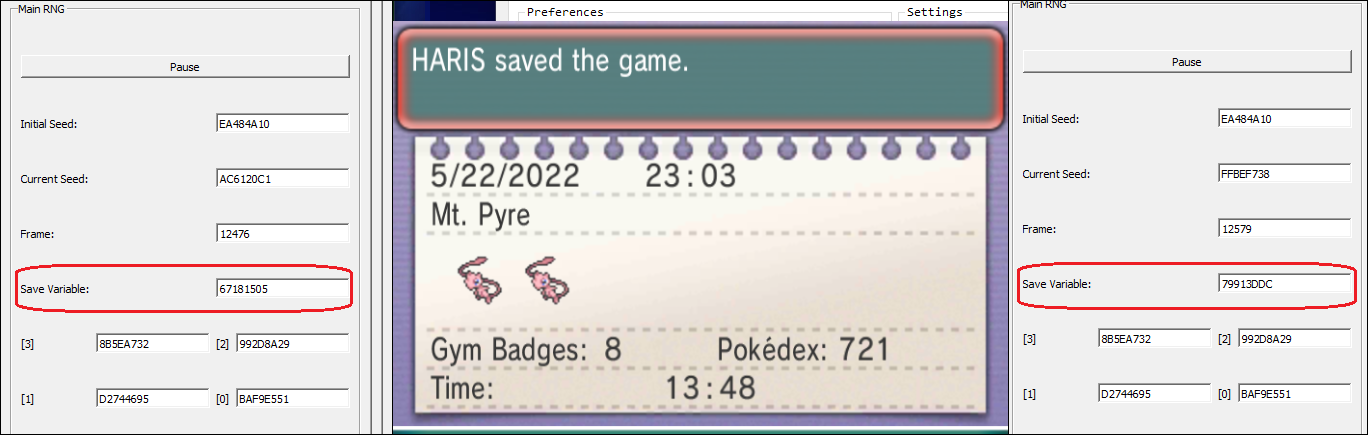 Main RNG
Pause
Initial Seed: EA484A10
Current Seed: AC6120C1
Frame: 12476
Save Variable: 67181505
[3] 8B5EA732 [2] 992D8A29
[1] D2744695 [0] BAF9E551
Preferences Settings
HARIS saved the game.
5/22/2022 23:03
Mt. Pyre
Gym Badges: 8 Pokédex: 721
Time: 13:48
Main RNG
Pause
Initial Seed: EA484A10
Current Seed: FFBEF738
Frame: 12579
Save Variable: 79913DDC
[3] 8B5EA732 [2] 992D8A29
[1] D2744695 [0] BAF9E551